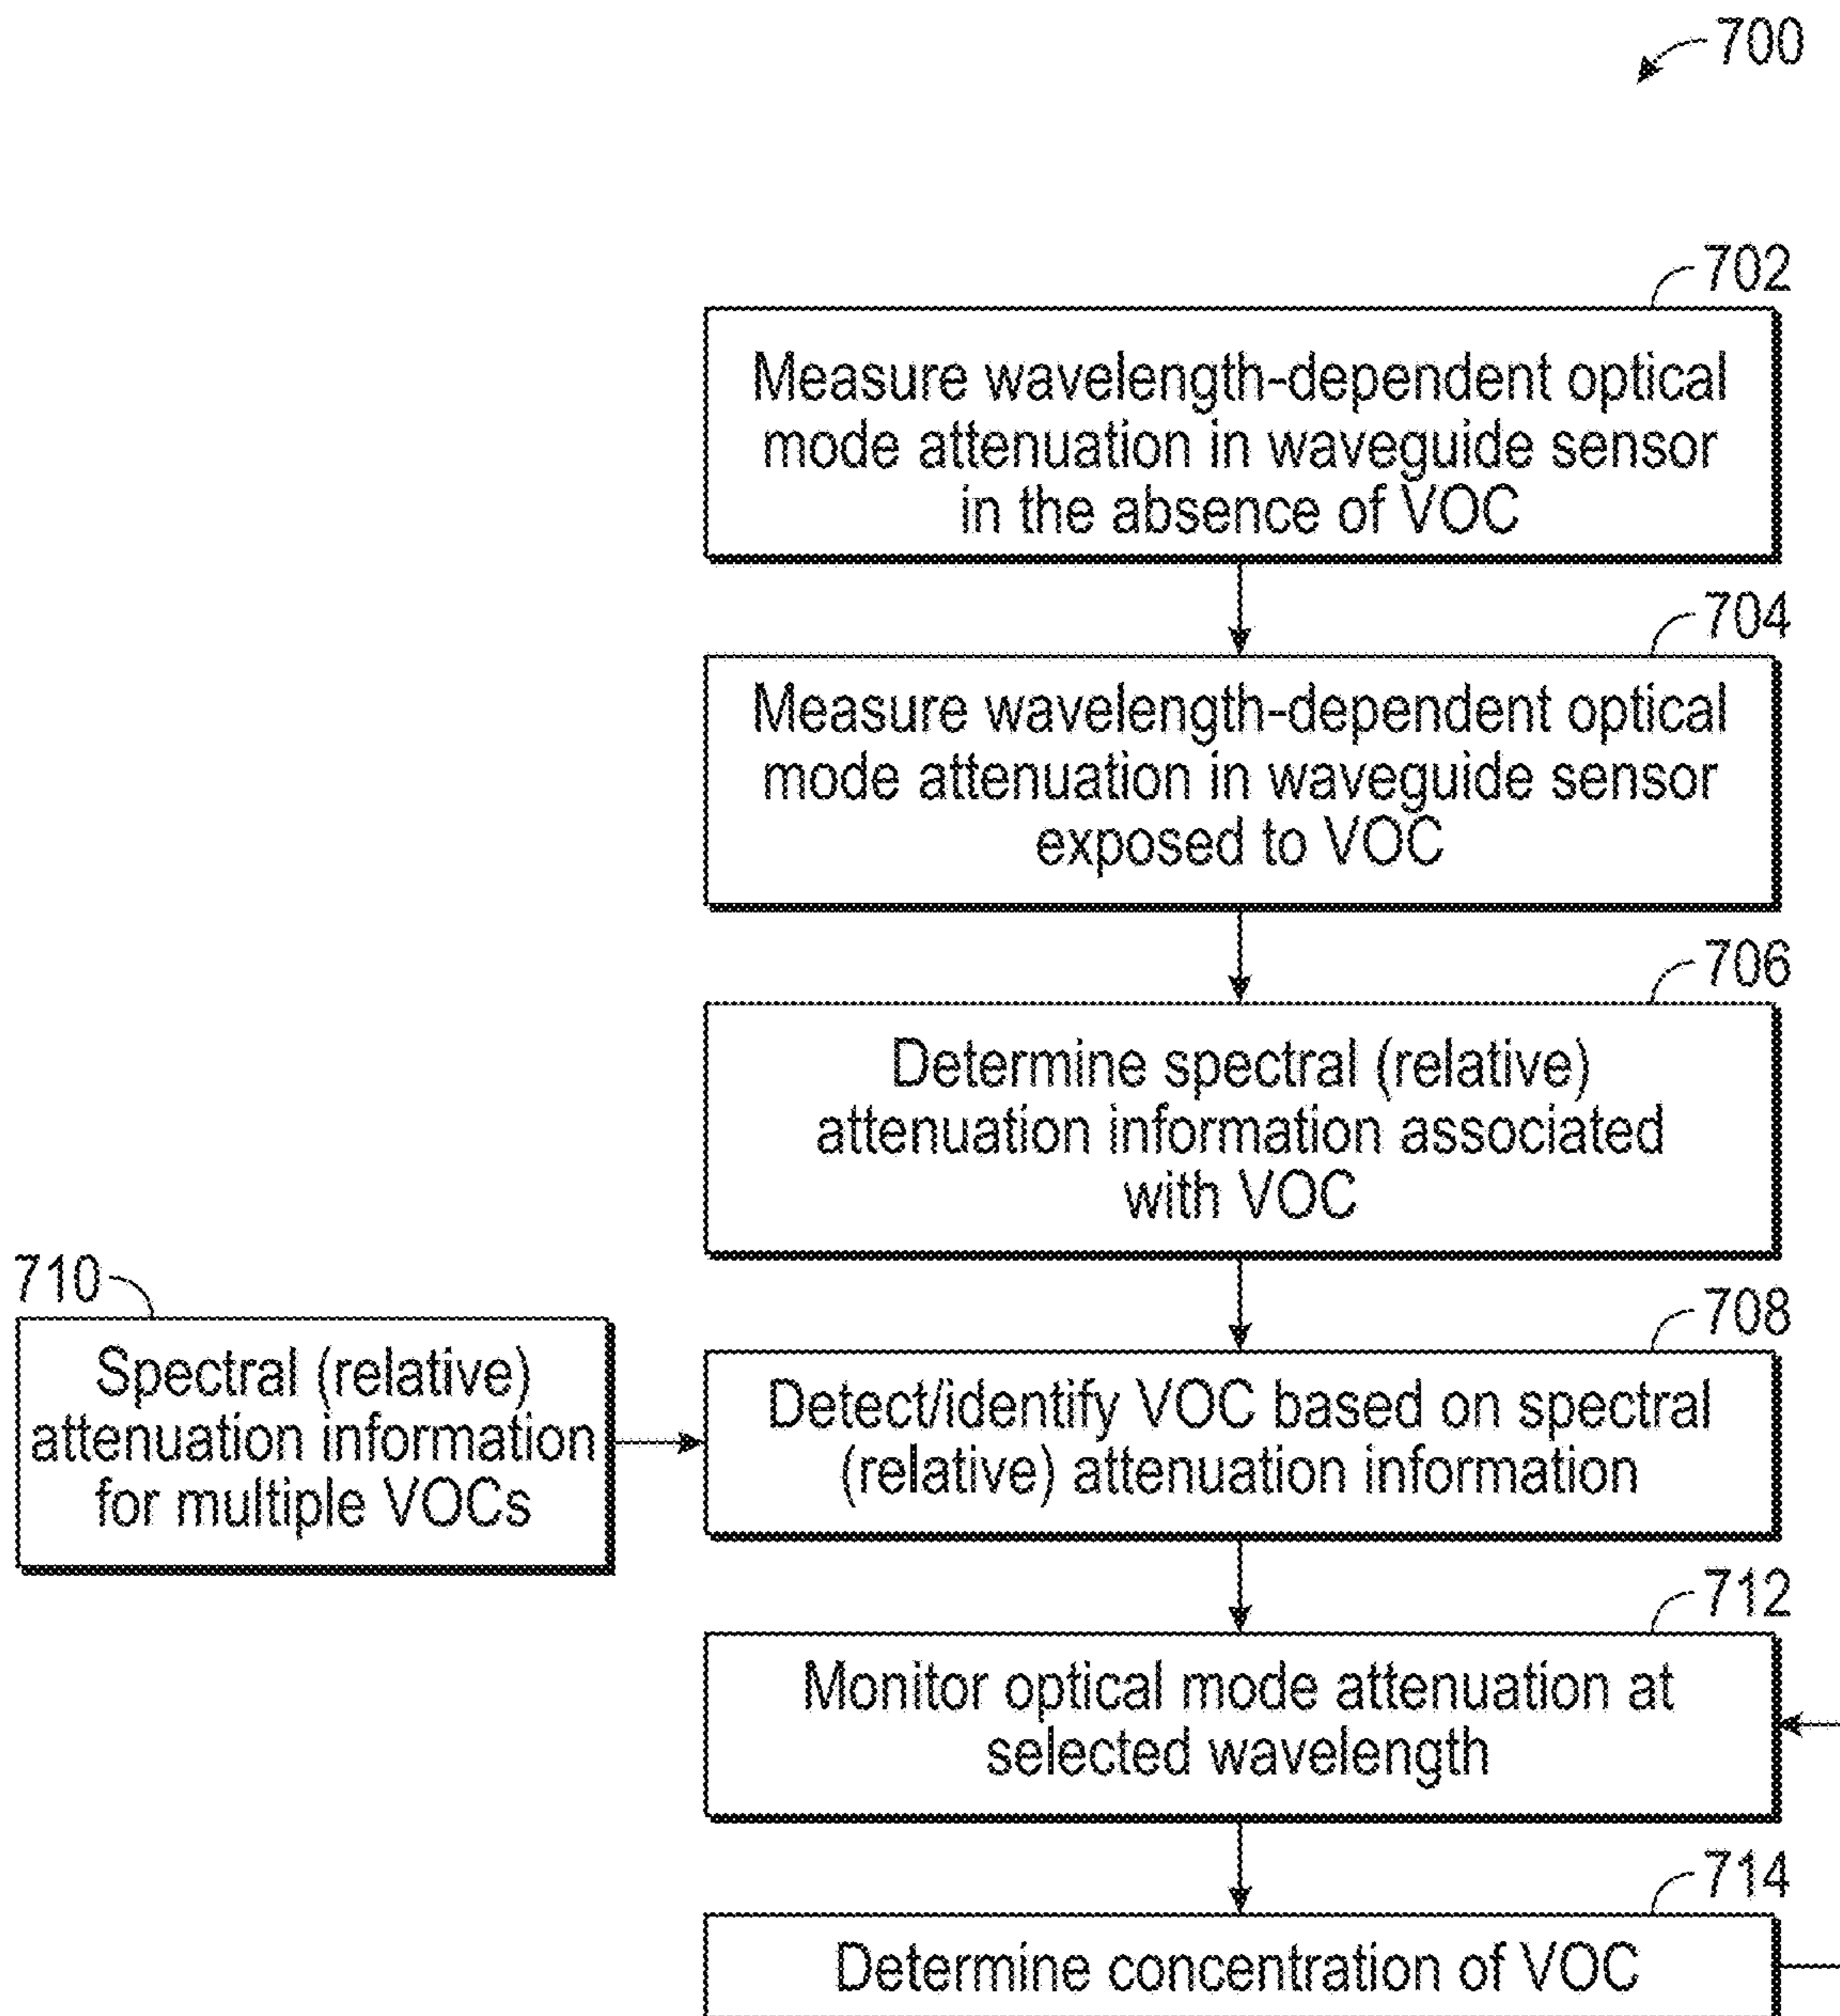 700
702
Measure wavelength-dependent optical
mode attenuation in waveguide sensor
in the absence of VOC
704
Measure wavelength-dependent optical
mode attenuation in waveguide sensor
exposed to VOC
706
Determine spectral (relative)
attenuation information associated
with VOC
710
Spectral (relative)
attenuation information
for multiple VOCs
708
Detect/identify VOC based on spectral
(relative) attenuation information
712
Monitor optical mode attenuation at
selected wavelength
714
Determine concentration of VOC